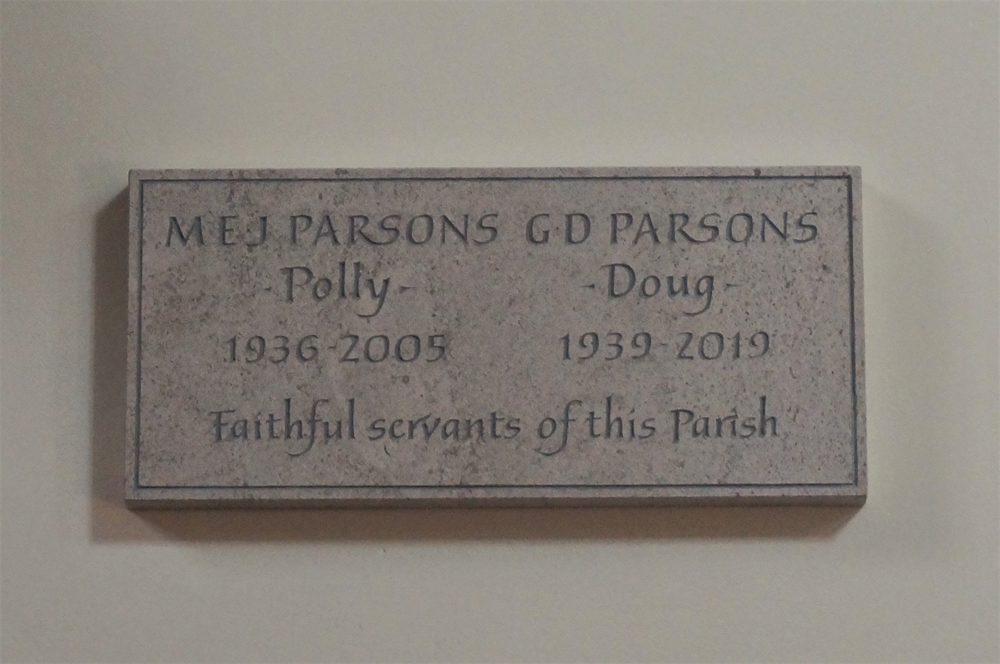 M E J PARSONS G D PARSONS
- Polly - - Doug -
1936 - 2005 1939 - 2019
Faithful servants of this Parish